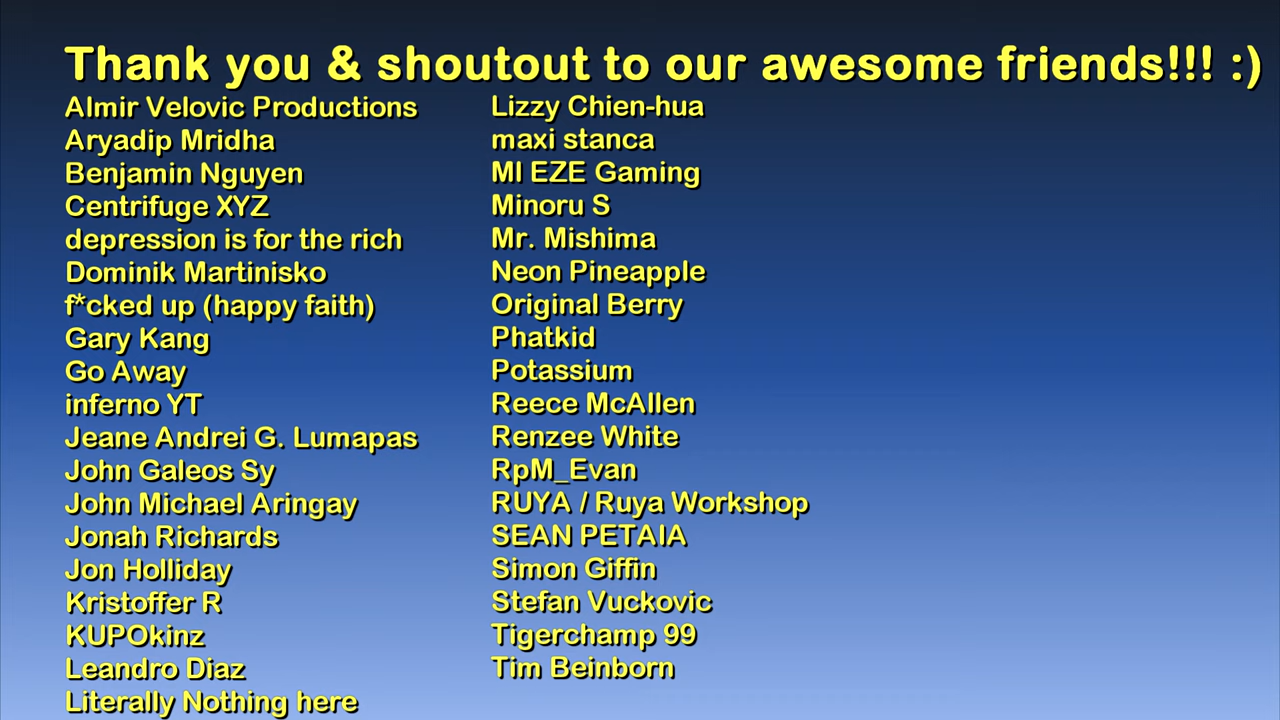 Thank you & shoutout to our awesome friends!!! :)
Almir Velovic Productions
Aryadip Mridha
Benjamin Nguyen
Centrifuge XYZ
depression is for the rich
Dominik Martinisko
f*cked up (happy faith)
Gary Kang
Go Away
inferno YT
Jeane Andrei G. Lumapas
John Galeos Sy
John Michael Aringay
Jonah Richards
Jon Holliday
Kristoffer R
KUPOkinz
Leandro Diaz
Literally Nothing here
Lizzy Chien-hua
maxi stanca
MI EZE Gaming
Minoru S
Mr. Mishima
Neon Pineapple
Original Berry
Phatkid
Potassium
Reece McAllen
Renzee White
RpM_Evan
RUYA / Ruya Workshop
SEAN PETAIA
Simon Giffin
Stefan Vuckovic
Tigerchamp 99
Tim Beinborn